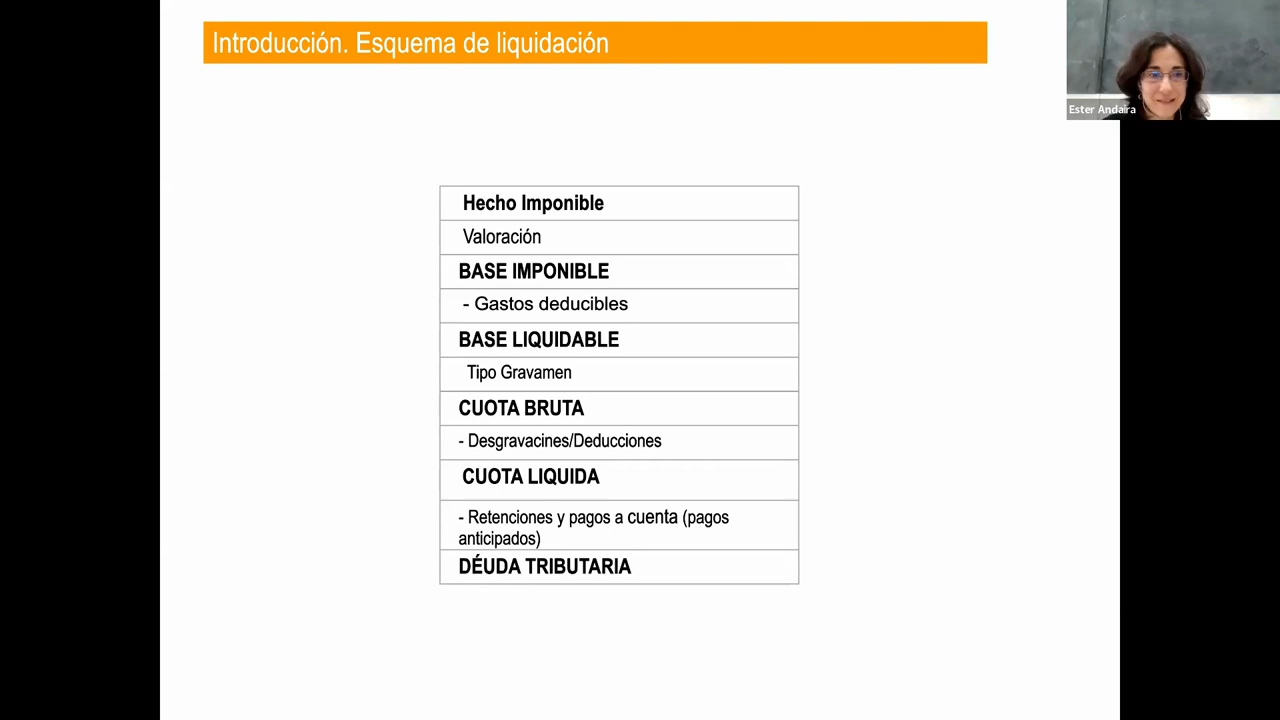 Introducción. Esquema de liquidación
Ester Andaira
Hecho Imponible
Valoración
BASE IMPONIBLE
- Gastos deducibles
BASE LIQUIDABLE
Tipo Gravamen
CUOTA BRUTA
- Desgravacines/Deducciones
CUOTA LIQUIDA
- Retenciones y pagos a cuenta (pagos
anticipados)
DÉUDA TRIBUTARIA